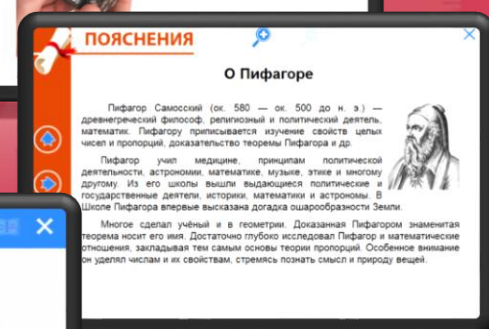 ПОЯСНЕНИЯ
О Пифагоре
Пифагор Самосский (ок. 580 — ок. 500 до н. э.) —
древнегреческий философ, религиозный и политический деятель,
математик. Пифагору приписывается изучение свойств целых
чисел и пропорций, доказательство теоремы Пифагора и др.
Пифагор учил медицине, принципам политической
деятельности, астрономии, математике, музыке, этике и многому
другому. Из его школы вышли выдающиеся политические и
государственные деятели, историки, математики и астрономы. В
Школе Пифагора впервые высказана догадка ошарообразности Земли.
Многое сделал учёный и в геометрии. Доказанная Пифагором знаменитая
теорема носит его имя. Достаточно глубоко исследовал Пифагор и математические
отношения, закладывая тем самым основы теории пропорций. Особенное внимание
он уделял числам и их свойствам, стремясь познать смысл и природу вещей.